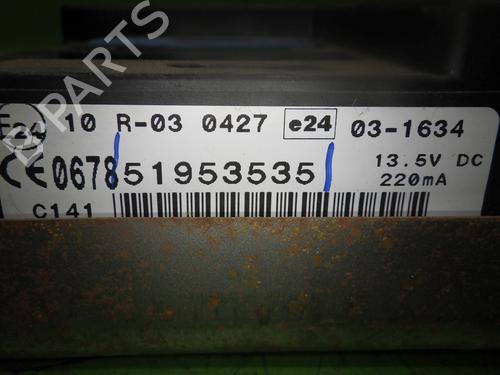 B-PARTS
E24 10 R-03 0427 e24 03-1634
CE 0678 51953535 13.5V DC
220mA
C141